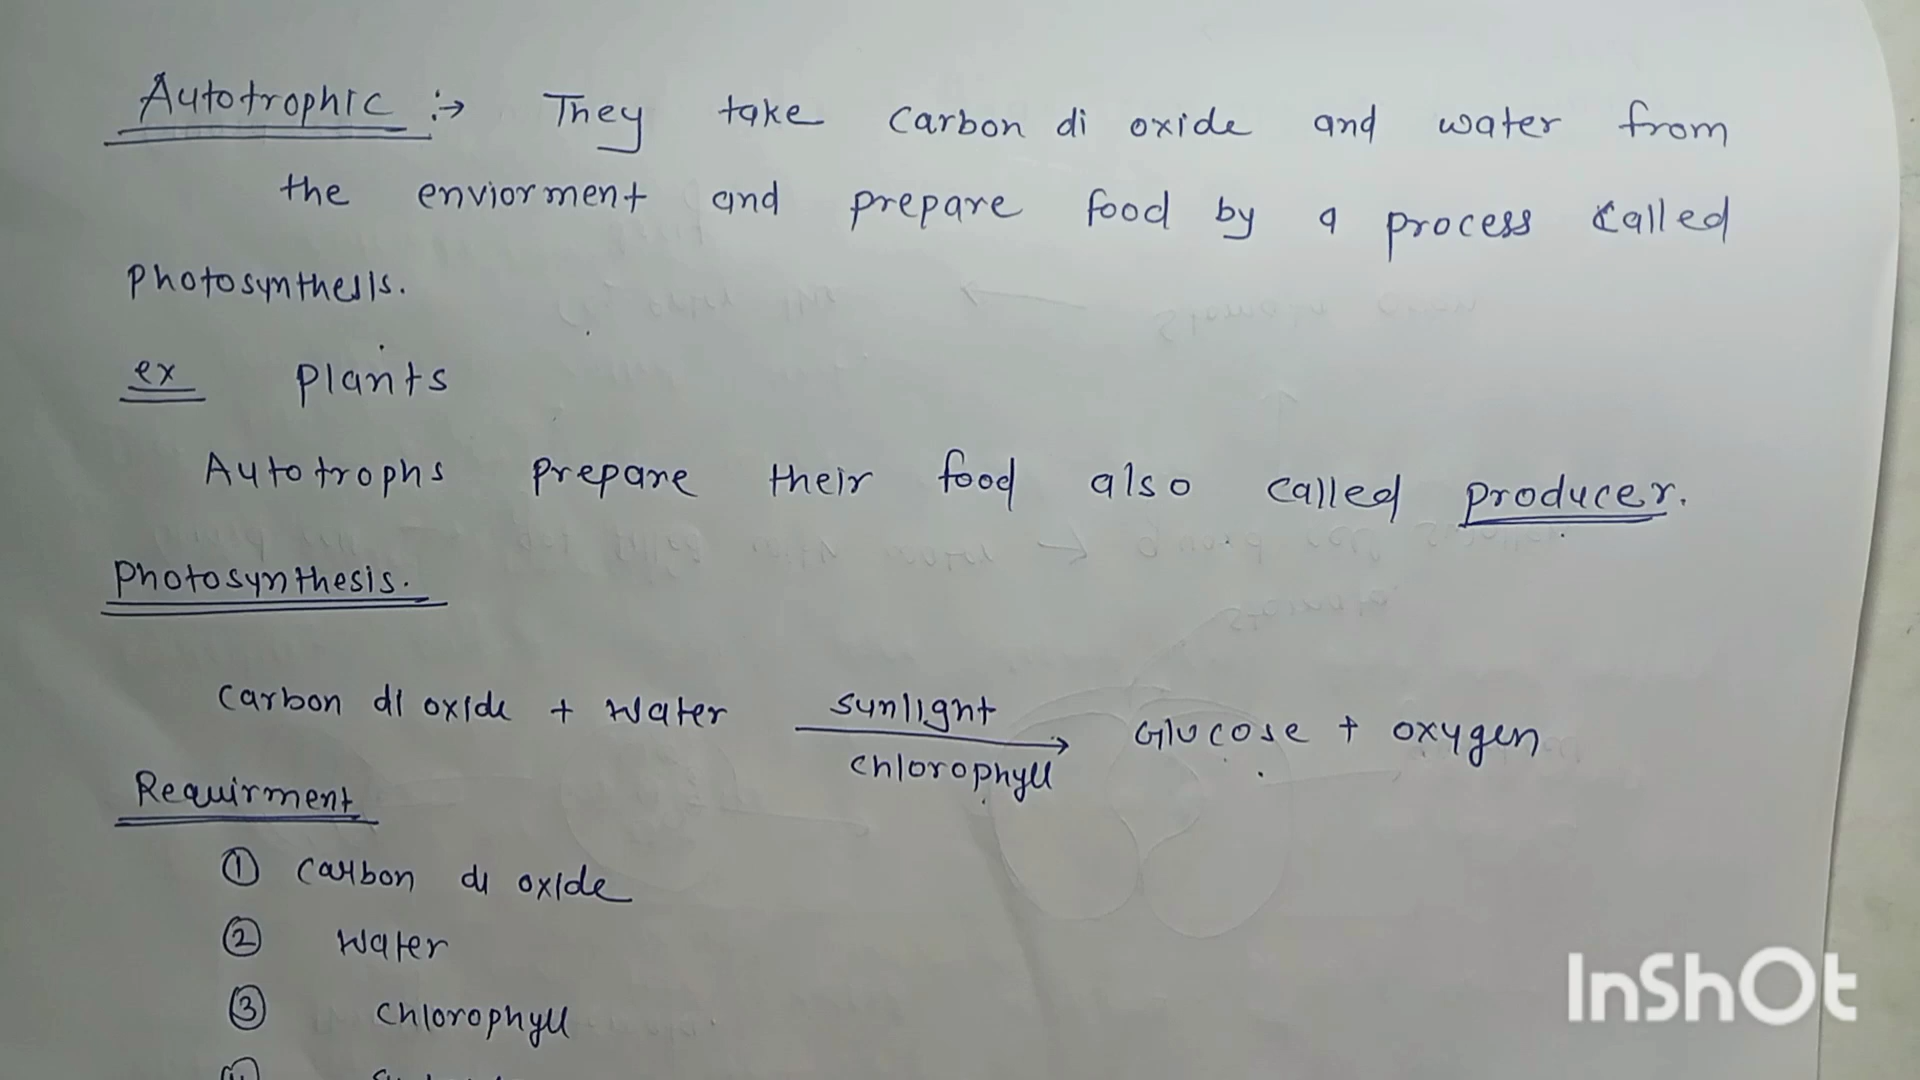 Autotrophic :→ They take carbon di oxide and water from
the enviorment and prepare food by a process called
photosynthesis.
ex plants
Autotrophs prepare their food also called producer.
photosynthesis.
carbon di oxide + water sunlight → Glucose + oxygen
chlorophyll
Requirment
① carbon di oxide
② water
③ chlorophyll
InShOt